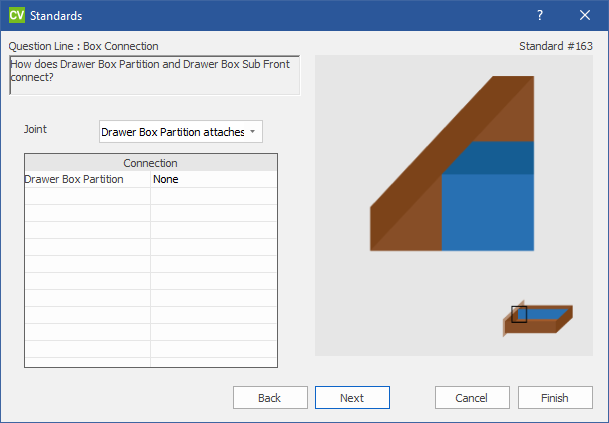 CV Standards
Question Line : Box Connection
Standard #163
How does Drawer Box Partition and Drawer Box Sub Front
connect?
Joint
Drawer Box Partition attaches
Connection
Drawer Box Partition None
Back Next Cancel Finish